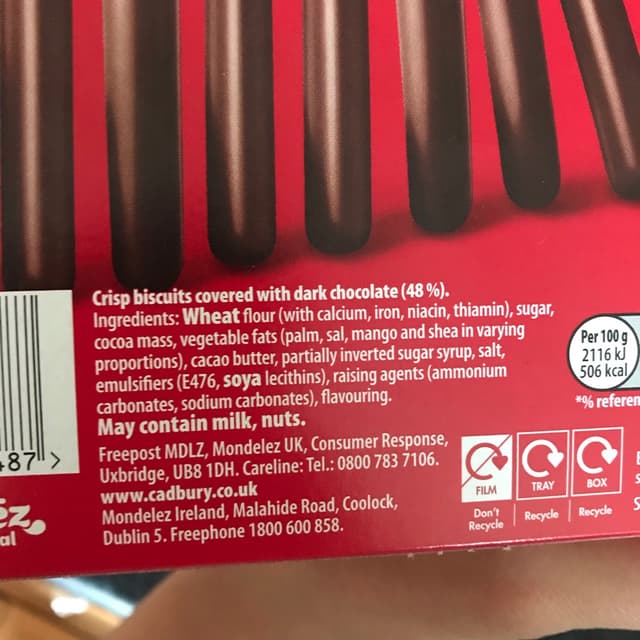 Crisp biscuits covered with dark chocolate (48 %).
Ingredients: Wheat flour (with calcium, iron, niacin, thiamin), sugar,
cocoa mass, vegetable fats (palm, sal, mango and shea in varying
proportions), cacao butter, partially inverted sugar syrup, salt,
emulsifiers (E476, soya lecithins), raising agents (ammonium
carbonates, sodium carbonates), flavouring.
May contain milk, nuts.
Freepost MDLZ, Mondelez UK, Consumer Response,
Uxbridge, UB8 1DH. Careline: Tel.: 0800 783 7106.
www.cadbury.co.uk
Mondelez Ireland, Malahide Road, Coolock,
Dublin 5. Freephone 1800 600 858.
487 >
FILM
Don't
Recycle
TRAY
Recycle
BOX
Recycle
Per 100 g
2116 kJ
506 kcal
*% referen